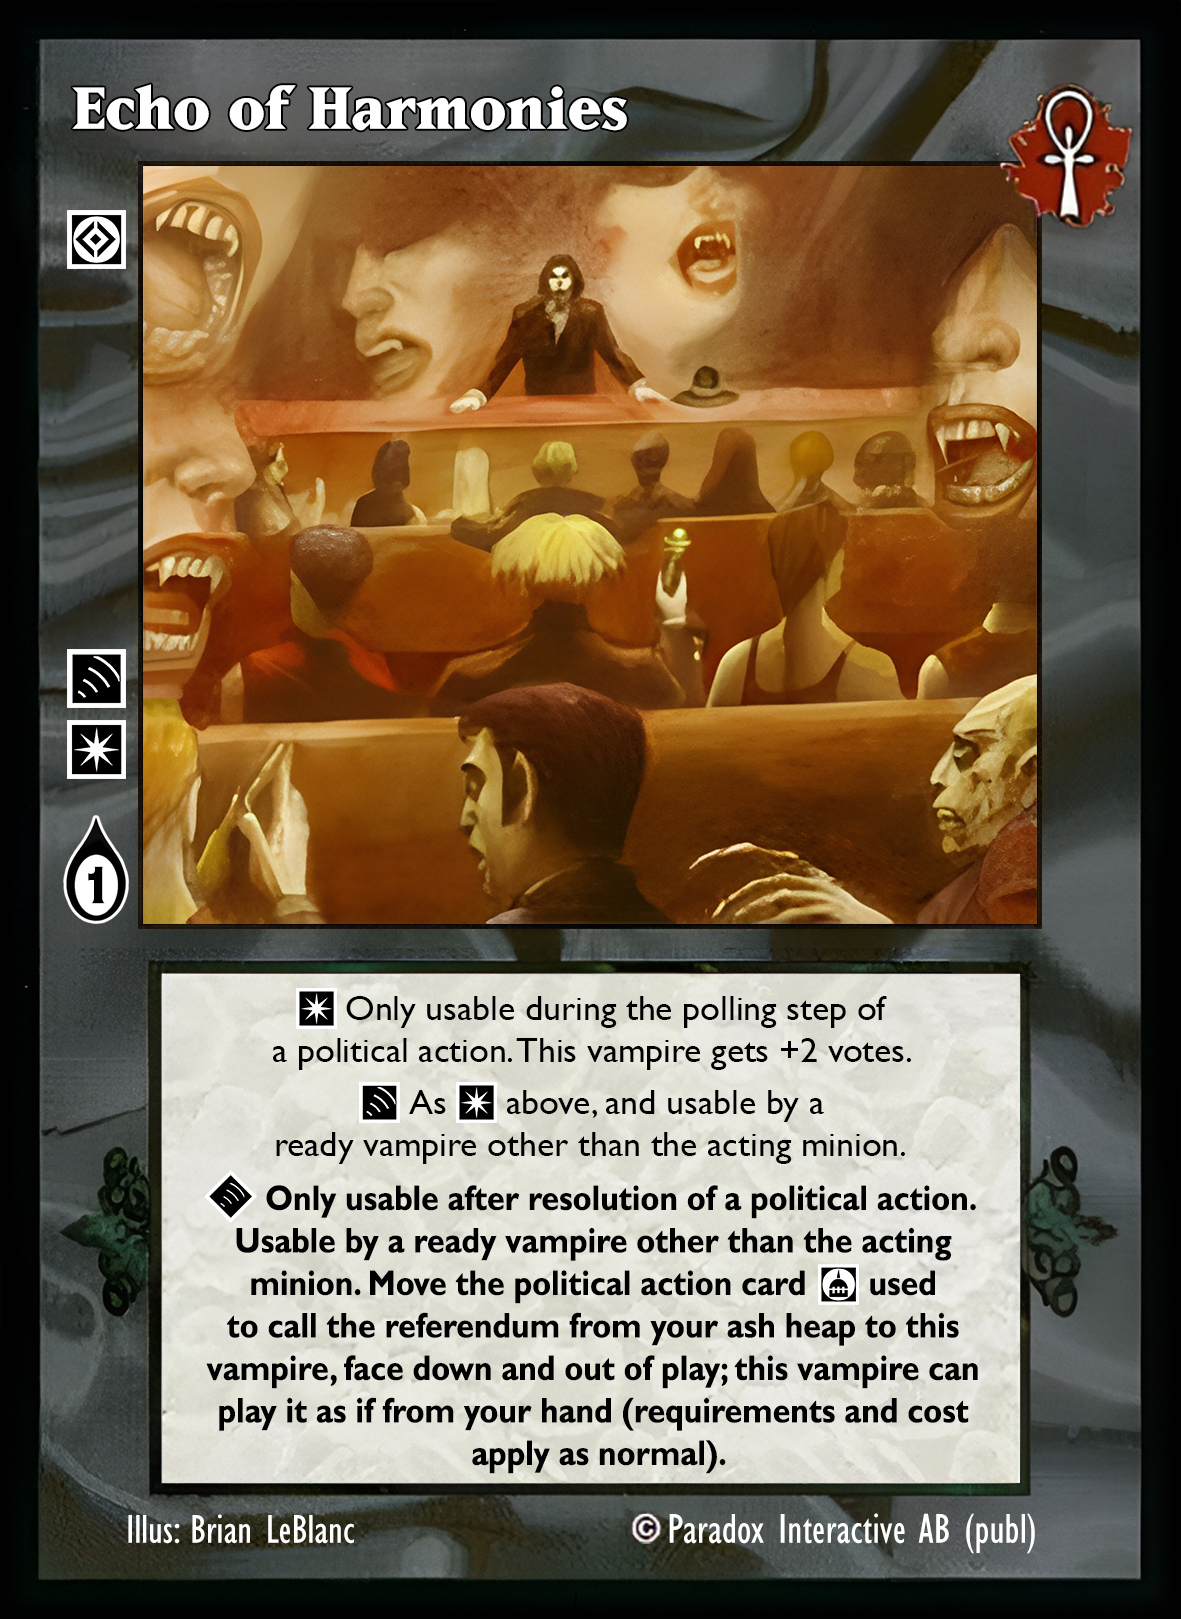 Echo of Harmonies
1
Only usable during the polling step of
a political action. This vampire gets +2 votes.
As above, and usable by a
ready vampire other than the acting minion.
Only usable after resolution of a political action.
Usable by a ready vampire other than the acting
minion. Move the political action card used
to call the referendum from your ash heap to this
vampire, face down and out of play; this vampire can
play it as if from your hand (requirements and cost
apply as normal).
Illus: Brian LeBlanc
© Paradox Interactive AB (publ)